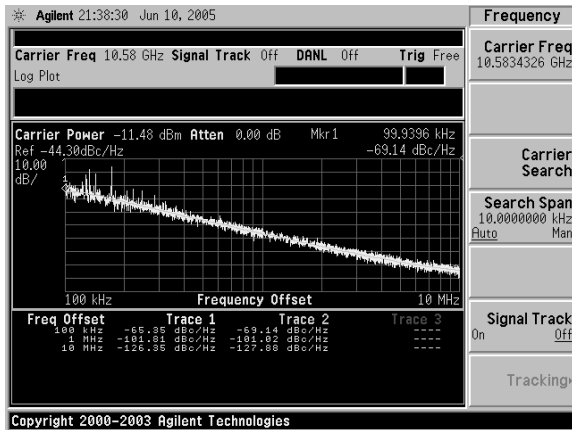 Agilent 21:38:30 Jun 10, 2005
Frequency
Carrier Freq 10.58 GHz Signal Track Off DANL Off Trig Free
Log Plot
Carrier Power -11.48 dBm Atten 0.00 dB Mkr1 99.9396 kHz
Ref -44.30dBc/Hz -69.14 dBc/Hz
10.00
dB/
1
100 kHz Frequency Offset 10 MHz
Freq Offset Trace 1 Trace 2 Trace 3
100 kHz -65.35 dBc/Hz -69.14 dBc/Hz ----
1 MHz -101.81 dBc/Hz -101.02 dBc/Hz ----
10 MHz -126.35 dBc/Hz -127.88 dBc/Hz ----
Copyright 2000-2003 Agilent Technologies
Carrier Freq
10.5834326 GHz
Carrier
Search
Search Span
10.0000000 kHz
Auto Man
Signal Track
On Off
Tracking